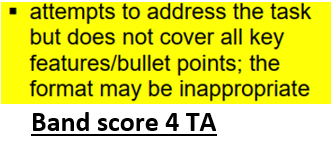 ▪ attempts to address the task
but does not cover all key
features/bullet points; the
format may be inappropriate
Band score 4 TA